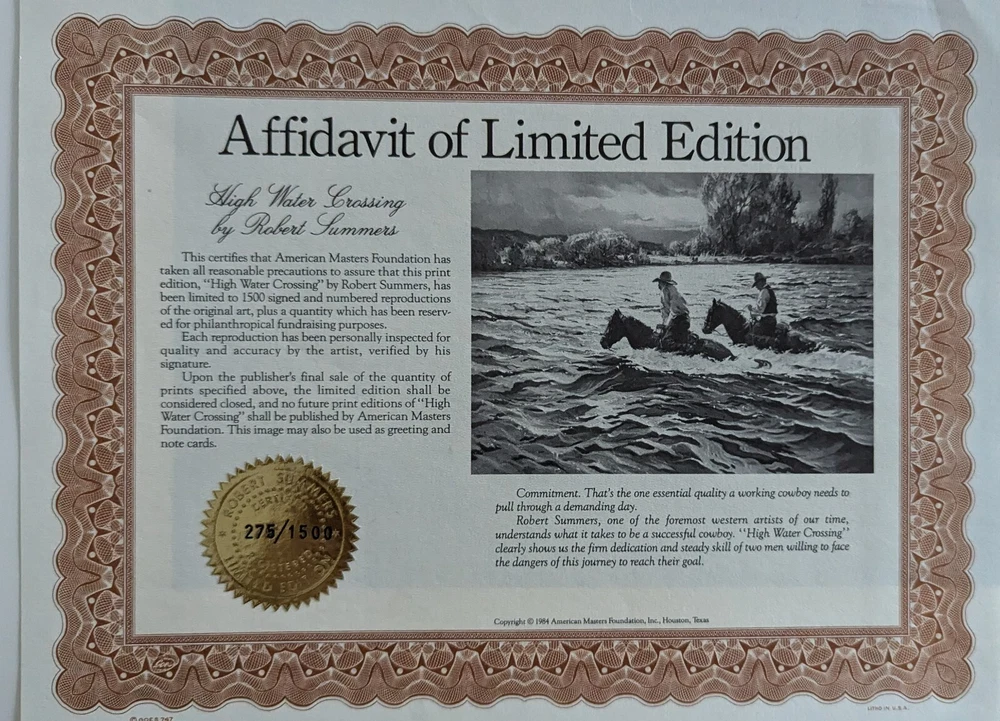 Affidavit of Limited Edition
High Water Crossing
by Robert Summers
This certifies that American Masters Foundation has
taken all reasonable precautions to assure that this print
edition, "High Water Crossing" by Robert Summers, has
been limited to 1500 signed and numbered reproductions
of the original art, plus a quantity which has been reserv-
ed for philanthropical fundraising purposes.
Each reproduction has been personally inspected for
quality and accuracy by the artist, verified by his
signature.
Upon the publisher's final sale of the quantity of
prints specified above, the limited edition shall be
considered closed, and no future print editions of "High
Water Crossing" shall be published by American Masters
Foundation. This image may also be used as greeting and
note cards.
ROBERT SUMMERS
275/1500
EDITION
Commitment. That's the one essential quality a working cowboy needs to
pull through a demanding day.
Robert Summers, one of the foremost western artists of our time,
understands what it takes to be a successful cowboy. "High Water Crossing"
clearly shows us the firm dedication and steady skill of two men willing to face
the dangers of this journey to reach their goal.
Copyright © 1984 American Masters Foundation, Inc., Houston, Texas
LITHO IN U.S.A.